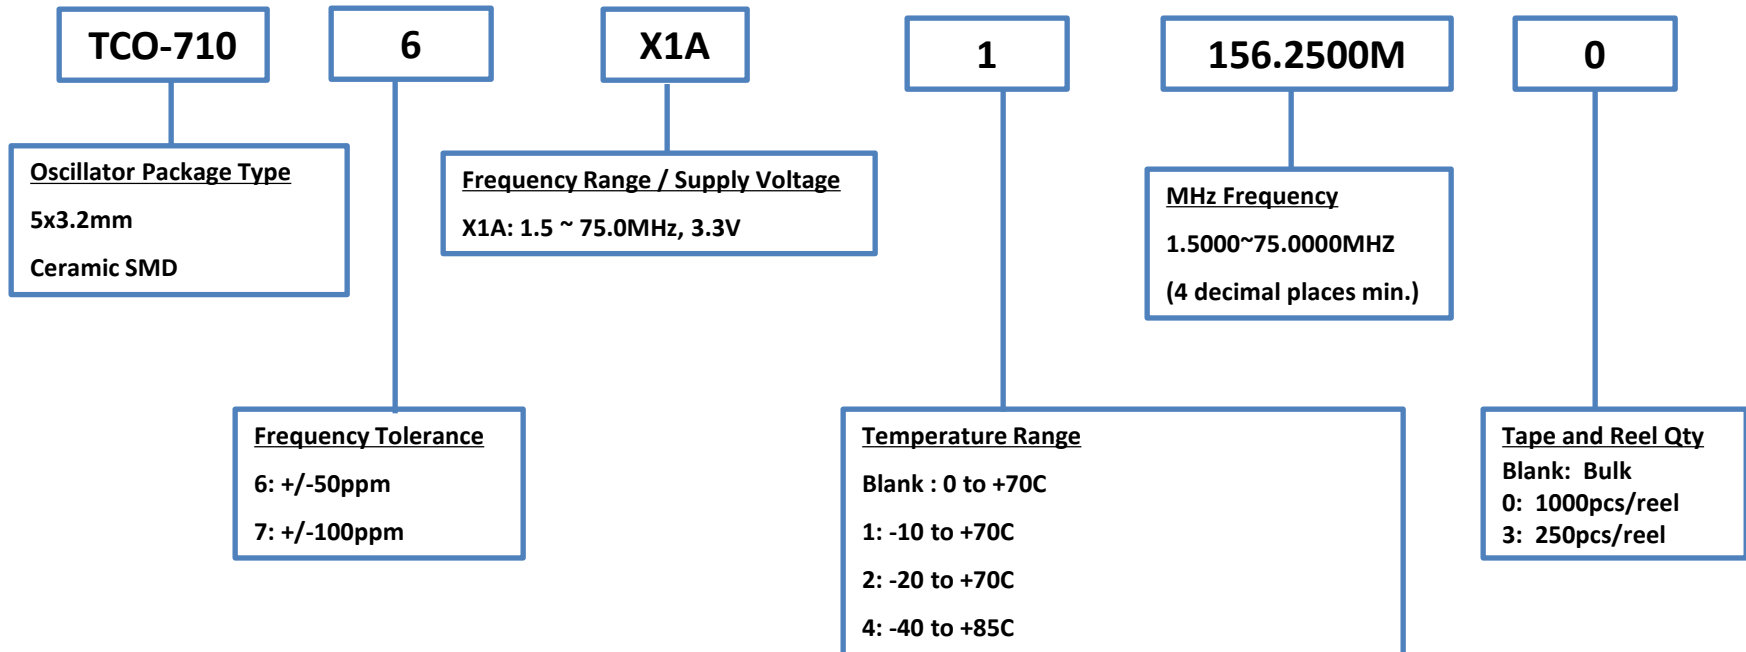 TCO-710
6
X1A
1
156.2500M
0
Oscillator Package Type
5x3.2mm
Ceramic SMD
Frequency Range / Supply Voltage
X1A: 1.5 ~ 75.0MHz, 3.3V
MHz Frequency
1.5000~75.0000MHZ
(4 decimal places min.)
Frequency Tolerance
6: +/-50ppm
7: +/-100ppm
Temperature Range
Blank : 0 to +70C
1: -10 to +70C
2: -20 to +70C
4: -40 to +85C
Tape and Reel Qty
Blank:  Bulk
0:  1000pcs/reel
3:  250pcs/reel